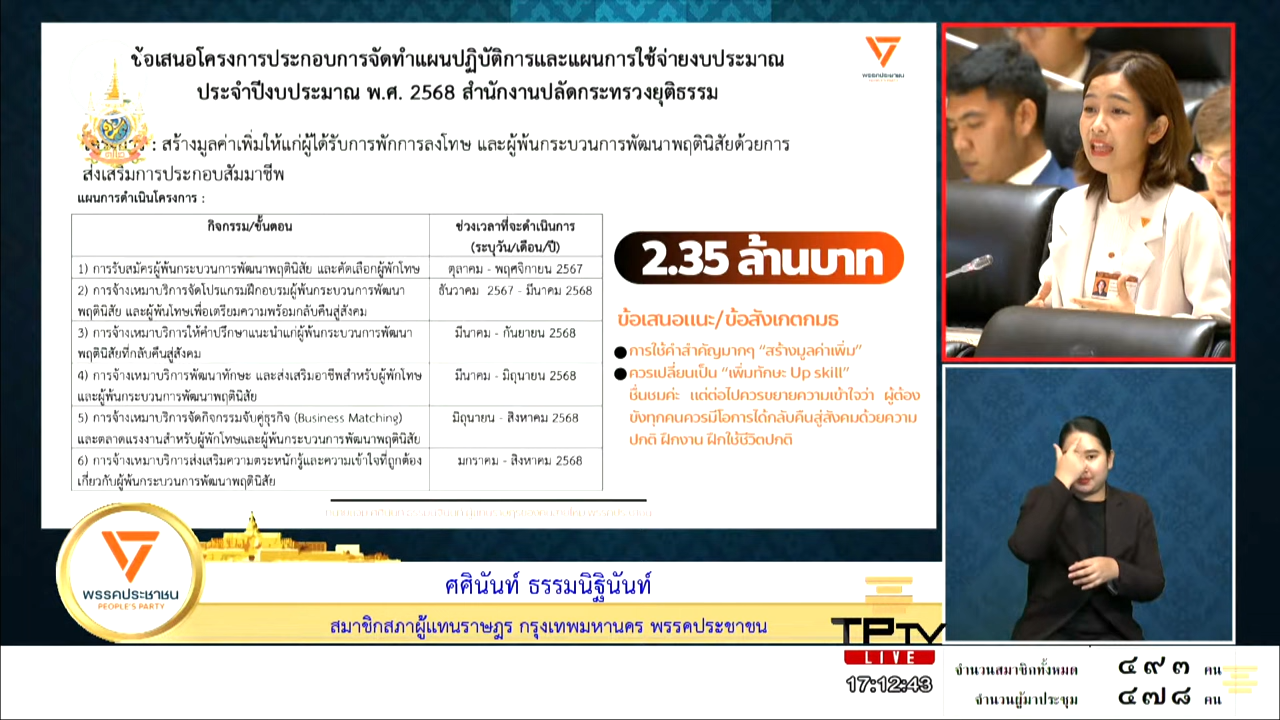 ข้อเสนอโครงการประกอบการจัดทำแผนปฏิบัติการและแผนการใช้จ่ายงบประมาณ
ประจำปีงบประมาณ พ.ศ. 2568 สำนักงานปลัดกระทรวงยุติธรรม
พรรคประชาชน
: สร้างมูลค่าเพิ่มให้แก่ผู้ได้รับการพักการลงโทษ และผู้พ้นกระบวนการพัฒนาพฤตินิสัยด้วยการ
ส่งเสริมการประกอบสัมมาชีพ
แผนการดำเนินโครงการ :
กิจกรรม/ขั้นตอน
ช่วงเวลาที่จะดำเนินการ
(ระบุวัน/เดือน/ปี)
1) การรับสมัครผู้พ้นกระบวนการพัฒนาพฤตินิสัย และคัดเลือกผู้พักโทษ
ตุลาคม - พฤศจิกายน 2567
2) การจ้างเหมาบริการจัดโปรแกรมฝึกอบรมผู้พ้นกระบวนการพัฒนา
พฤตินิสัย และผู้พ้นโทษเพื่อเตรียมความพร้อมกลับคืนสู่สังคม
ธันวาคม 2567 - มีนาคม 2568
3) การจ้างเหมาบริการให้คำปรึกษาแนะนำแก่ผู้พ้นกระบวนการพัฒนา
พฤตินิสัยที่กลับคืนสู่สังคม
มีนาคม - กันยายน 2568
4) การจ้างเหมาบริการพัฒนาทักษะ และส่งเสริมอาชีพสำหรับผู้พักโทษ
และผู้พ้นกระบวนการพัฒนาพฤตินิสัย
มีนาคม - มิถุนายน 2568
5) การจ้างเหมาบริการจัดกิจกรรมจับคู่ธุรกิจ (Business Matching)
และตลาดแรงงานสำหรับผู้พักโทษและผู้พ้นกระบวนการพัฒนาพฤตินิสัย
มิถุนายน - สิงหาคม 2568
6) การจ้างเหมาบริการส่งเสริมความตระหนักรู้และความเข้าใจที่ถูกต้อง
เกี่ยวกับผู้พ้นกระบวนการพัฒนาพฤตินิสัย
มกราคม - สิงหาคม 2568
2.35 ล้านบาท
ข้อเสนอแนะ/ข้อสังเกตกมธ
● การใช้คำสำคัญมากๆ “สร้างมูลค่าเพิ่ม”
● ควรเปลี่ยนเป็น “เพิ่มทักษะ Up skill”
ชื่นชมค่ะ แต่ต่อไปควรขยายความเข้าใจว่า ผู้ต้อง
ขังทุกคนควรมีโอการได้กลับคืนสู่สังคมด้วยความ
ปกติ ฝึกงาน ฝึกใช้ชีวิตปกติ
พรรคประชาชน
PEOPLE'S PARTY
ศศินันท์ ธรรมนิฐินันท์
สมาชิกสภาผู้แทนราษฎร กรุงเทพมหานคร พรรคประชาชน
TPTV
LIVE
17:12:43
จำนวนสมาชิกทั้งหมด ๔๙๓ คน
จำนวนผู้มาประชุม ๔๗๘ คน